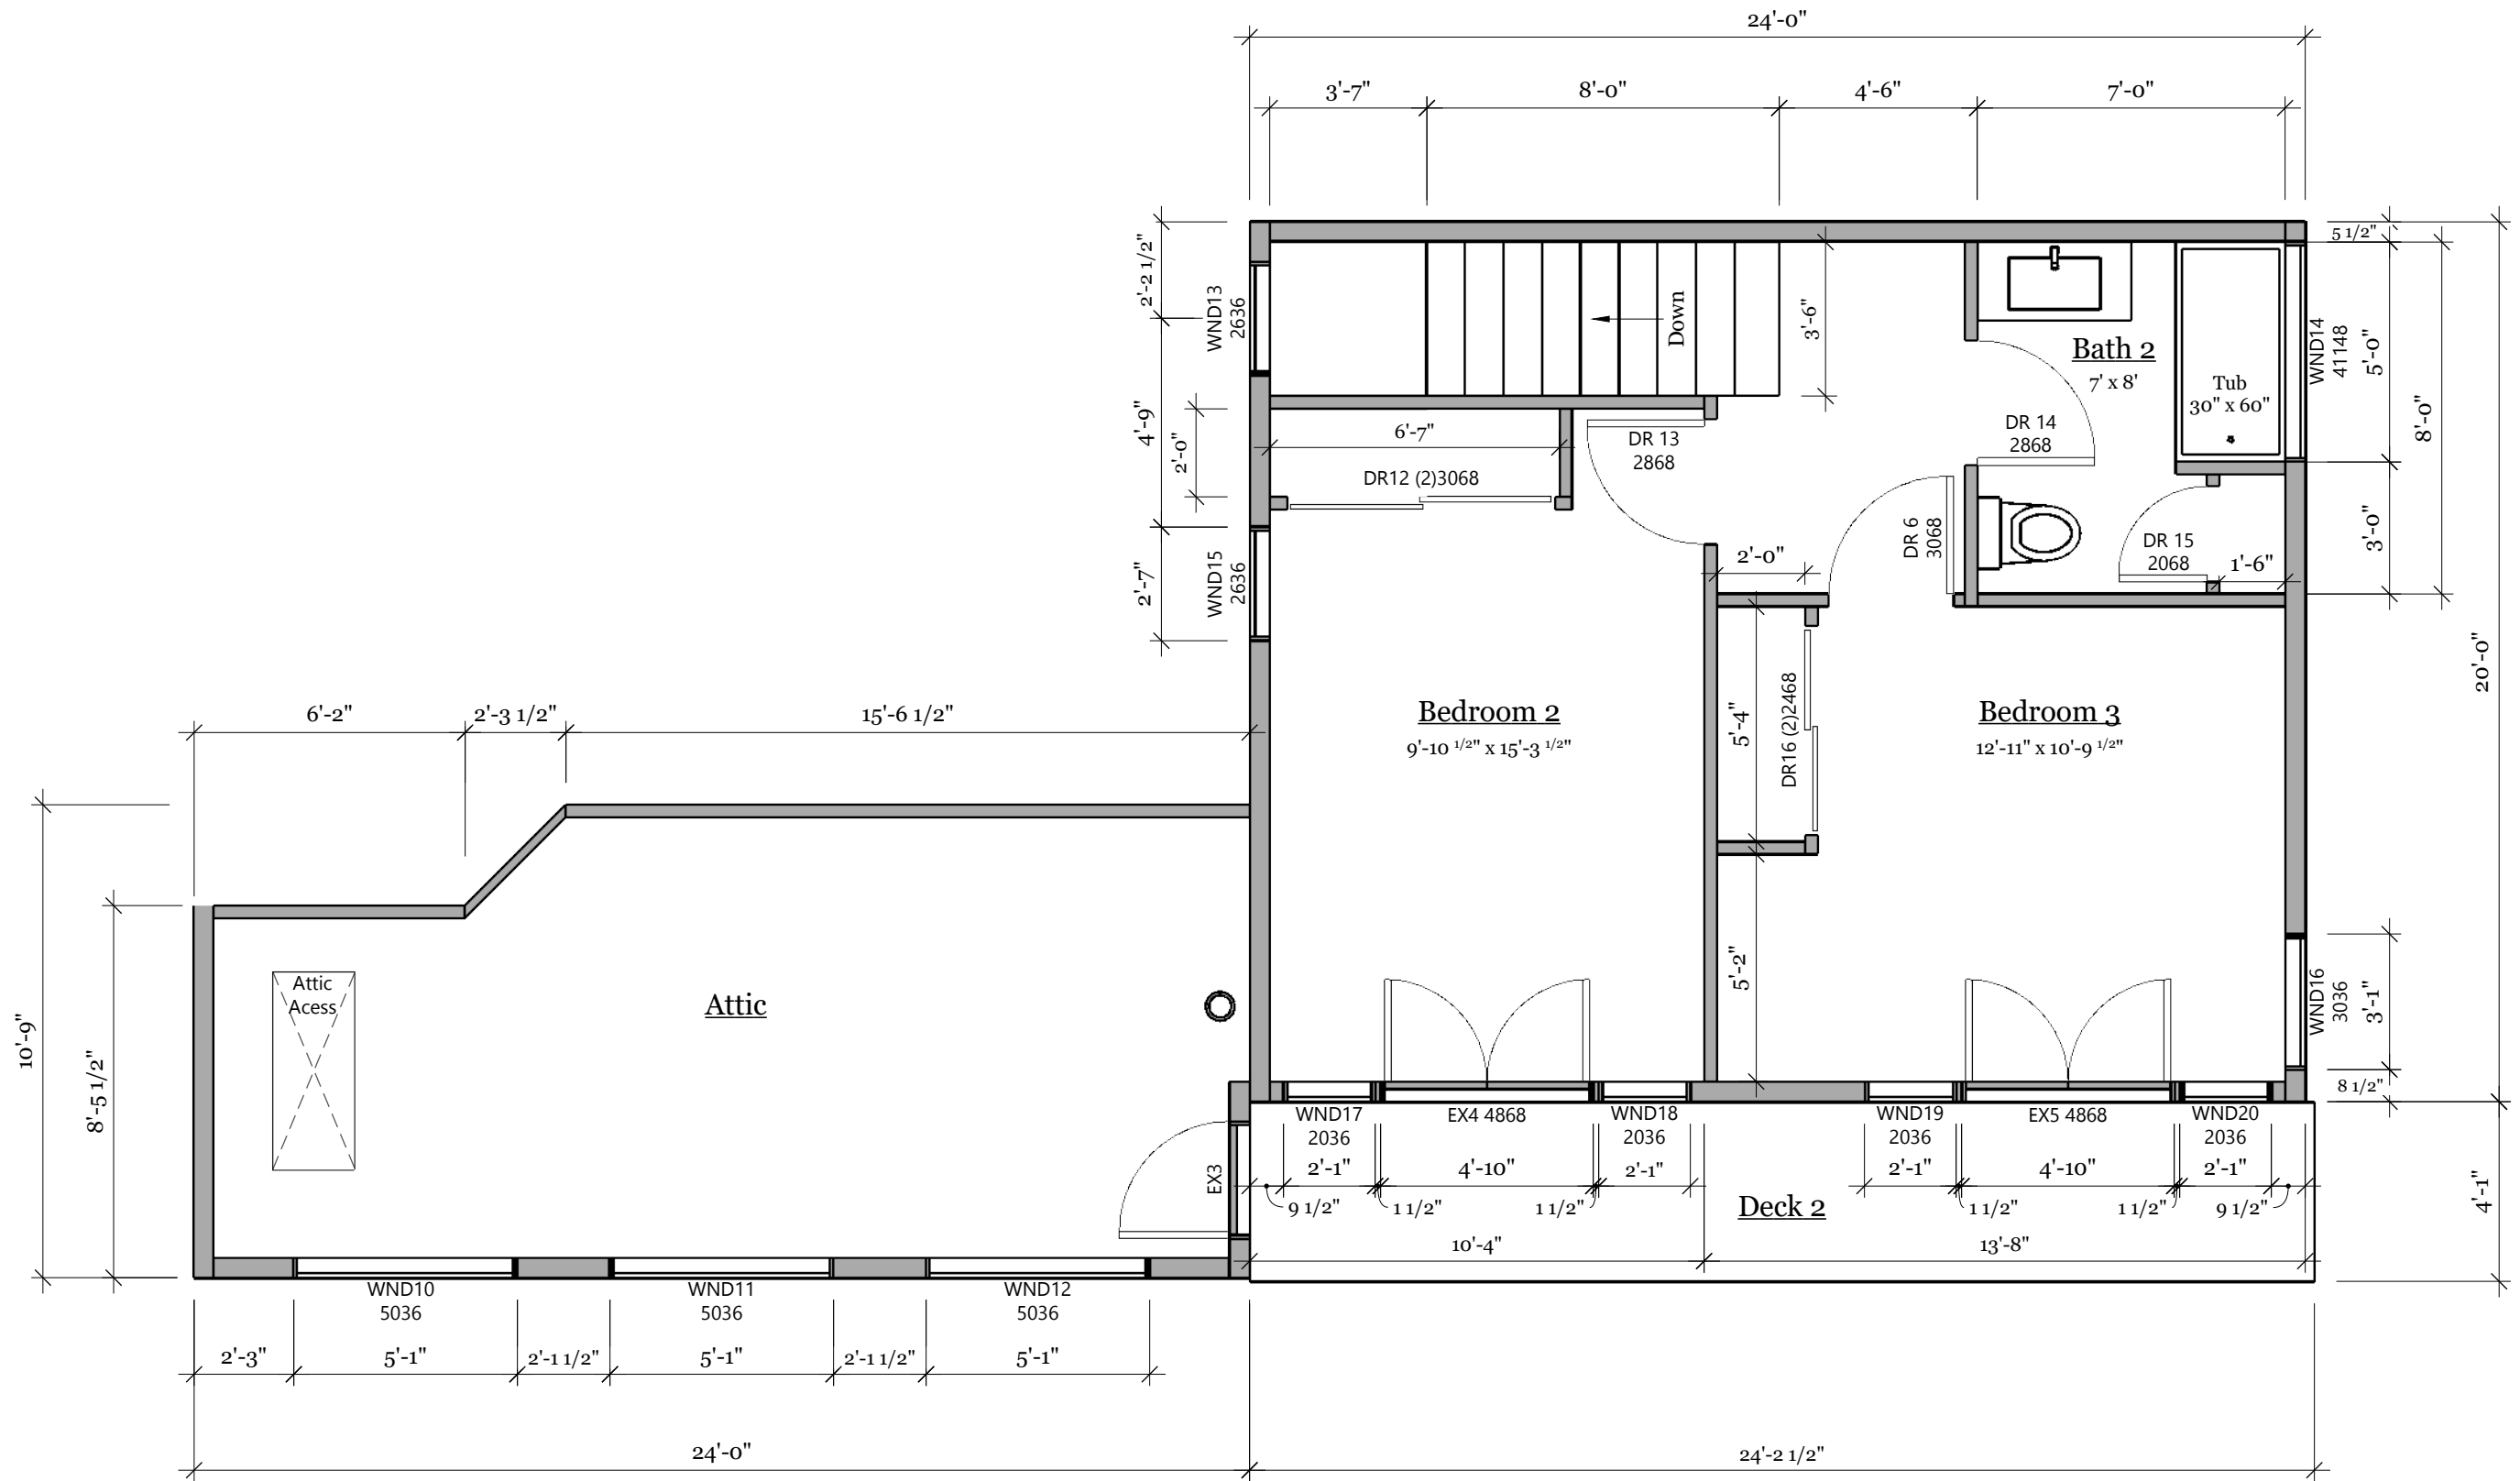 24'-0"
3'-7"
8'-0"
4'-6"
7'-0"
2'-2 1/2"
4'-9"
2'-0"
2'-7"
WND13
2636
WND15
2636
Down
3'-6"
6'-7"
DR12 (2)3068
DR 13
2868
Bath 2
7' x 8'
DR 14
2868
Tub
30" x 60"
DR 6
3068
DR 15
2068
1'-6"
2'-0"
WND14
41148
5 1/2"
5'-0"
3'-0"
8'-0"
20'-0"
6'-2"
2'-3 1/2"
15'-6 1/2"
Bedroom 2
9'-10 1/2" x 15'-3 1/2"
5'-4"
DR16 (2)2468
Bedroom 3
12'-11" x 10'-9 1/2"
5'-2"
10'-9"
8'-5 1/2"
Attic
Acess
Attic
EX3
WND16
3036
3'-1"
8 1/2"
4'-1"
WND17
2036
EX4 4868
WND18
2036
WND19
2036
EX5 4868
WND20
2036
2'-1"
4'-10"
2'-1"
2'-1"
4'-10"
2'-1"
9 1/2"
1 1/2"
1 1/2"
Deck 2
1 1/2"
1 1/2"
9 1/2"
10'-4"
13'-8"
WND10
5036
WND11
5036
WND12
5036
2'-3"
5'-1"
2'-1 1/2"
5'-1"
2'-1 1/2"
5'-1"
24'-0"
24'-2 1/2"